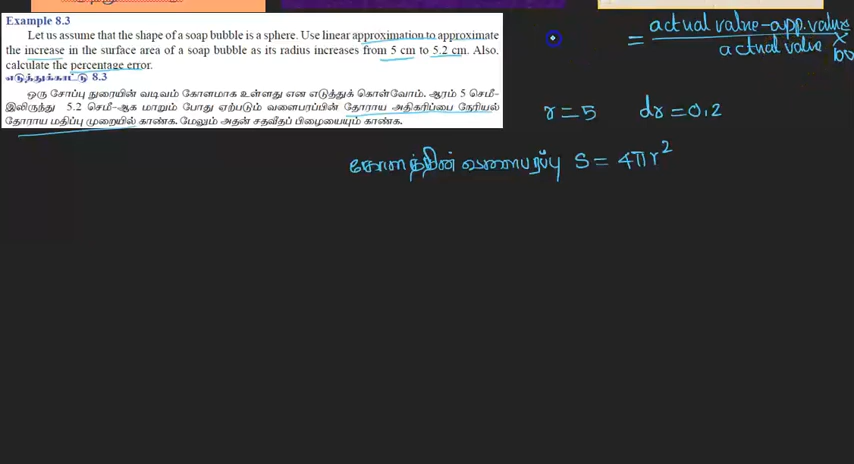 Example 8.3
Let us assume that the shape of a soap bubble is a sphere. Use linear approximation to approximate
the increase in the surface area of a soap bubble as its radius increases from 5 cm to 5.2 cm. Also,
calculate the percentage error.
எடுத்துக்காட்டு 8.3
ஒரு சோப்பு நுரையின் வடிவம் கோளமாக உள்ளது என எடுத்துக் கொள்வோம். ஆரம் 5 செமீ-
இலிருந்து 5.2 செமீ-ஆக மாறும் போது ஏற்படும் வளைபரப்பின் தோராய அதிகரிப்பை நேரியல்
தோராய மதிப்பு முறையில் காண்க. மேலும் அதன் சதவீதப் பிழையையும் காண்க.
= actual value - app. value / actual value ×
r = 5 dr = 0.2
கோளத்தின் வளைபரப்பு S = 4πr²